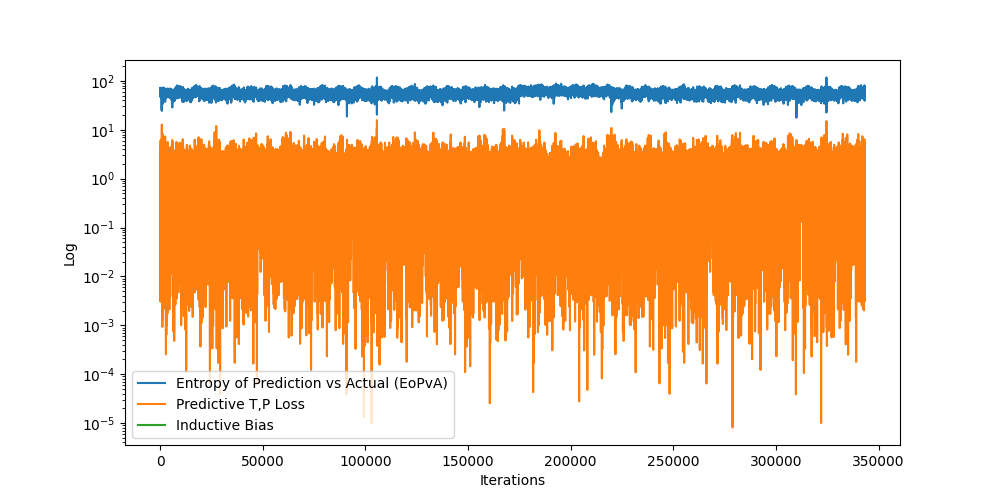 10²
10¹
10⁰
10⁻¹
10⁻²
10⁻³
10⁻⁴
10⁻⁵
Log
Entropy of Prediction vs Actual (EoPvA)
Predictive T,P Loss
Inductive Bias
0 50000 100000 150000 200000 250000 300000 350000
Iterations